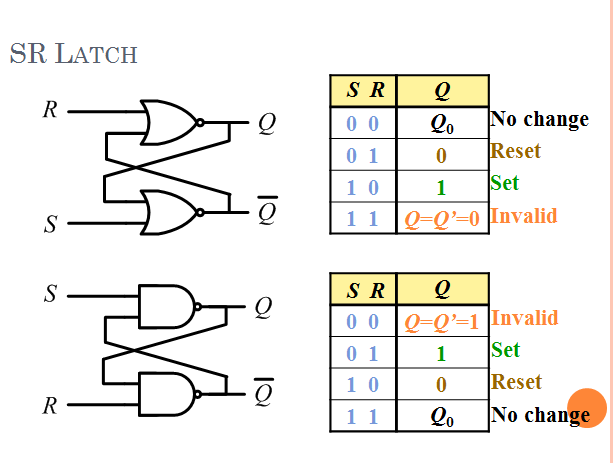 SR LATCH
R
Q
S
Q̅
S R Q
0 0 Q₀ No change
0 1 0 Reset
1 0 1 Set
1 1 Q=Q’=0 Invalid
S
Q
R
Q̅
S R Q
0 0 Q=Q’=1 Invalid
0 1 1 Set
1 0 0 Reset
1 1 Q₀ No change